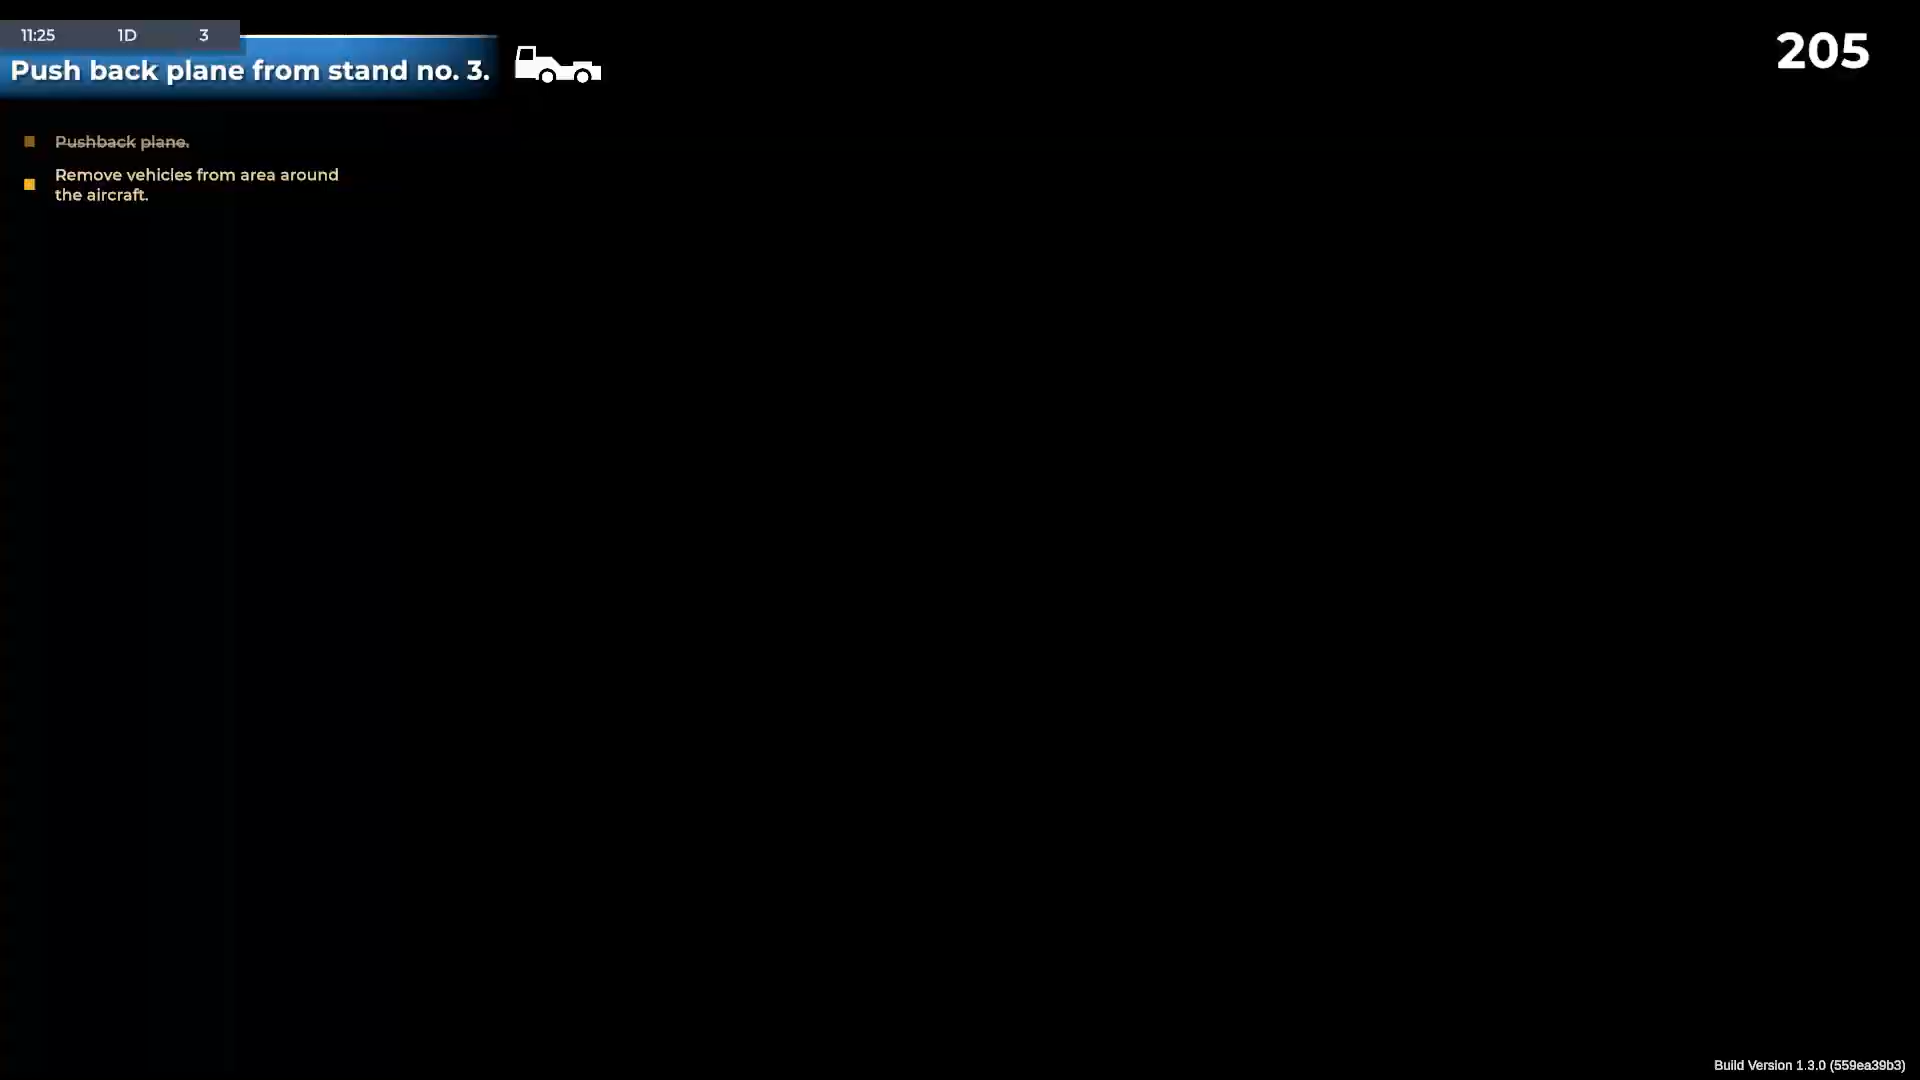 11:25 1D 3
Push back plane from stand no. 3.
205
Pushback plane.
Remove vehicles from area around
the aircraft.
Build Version 1.3.0 (559ea39b3)